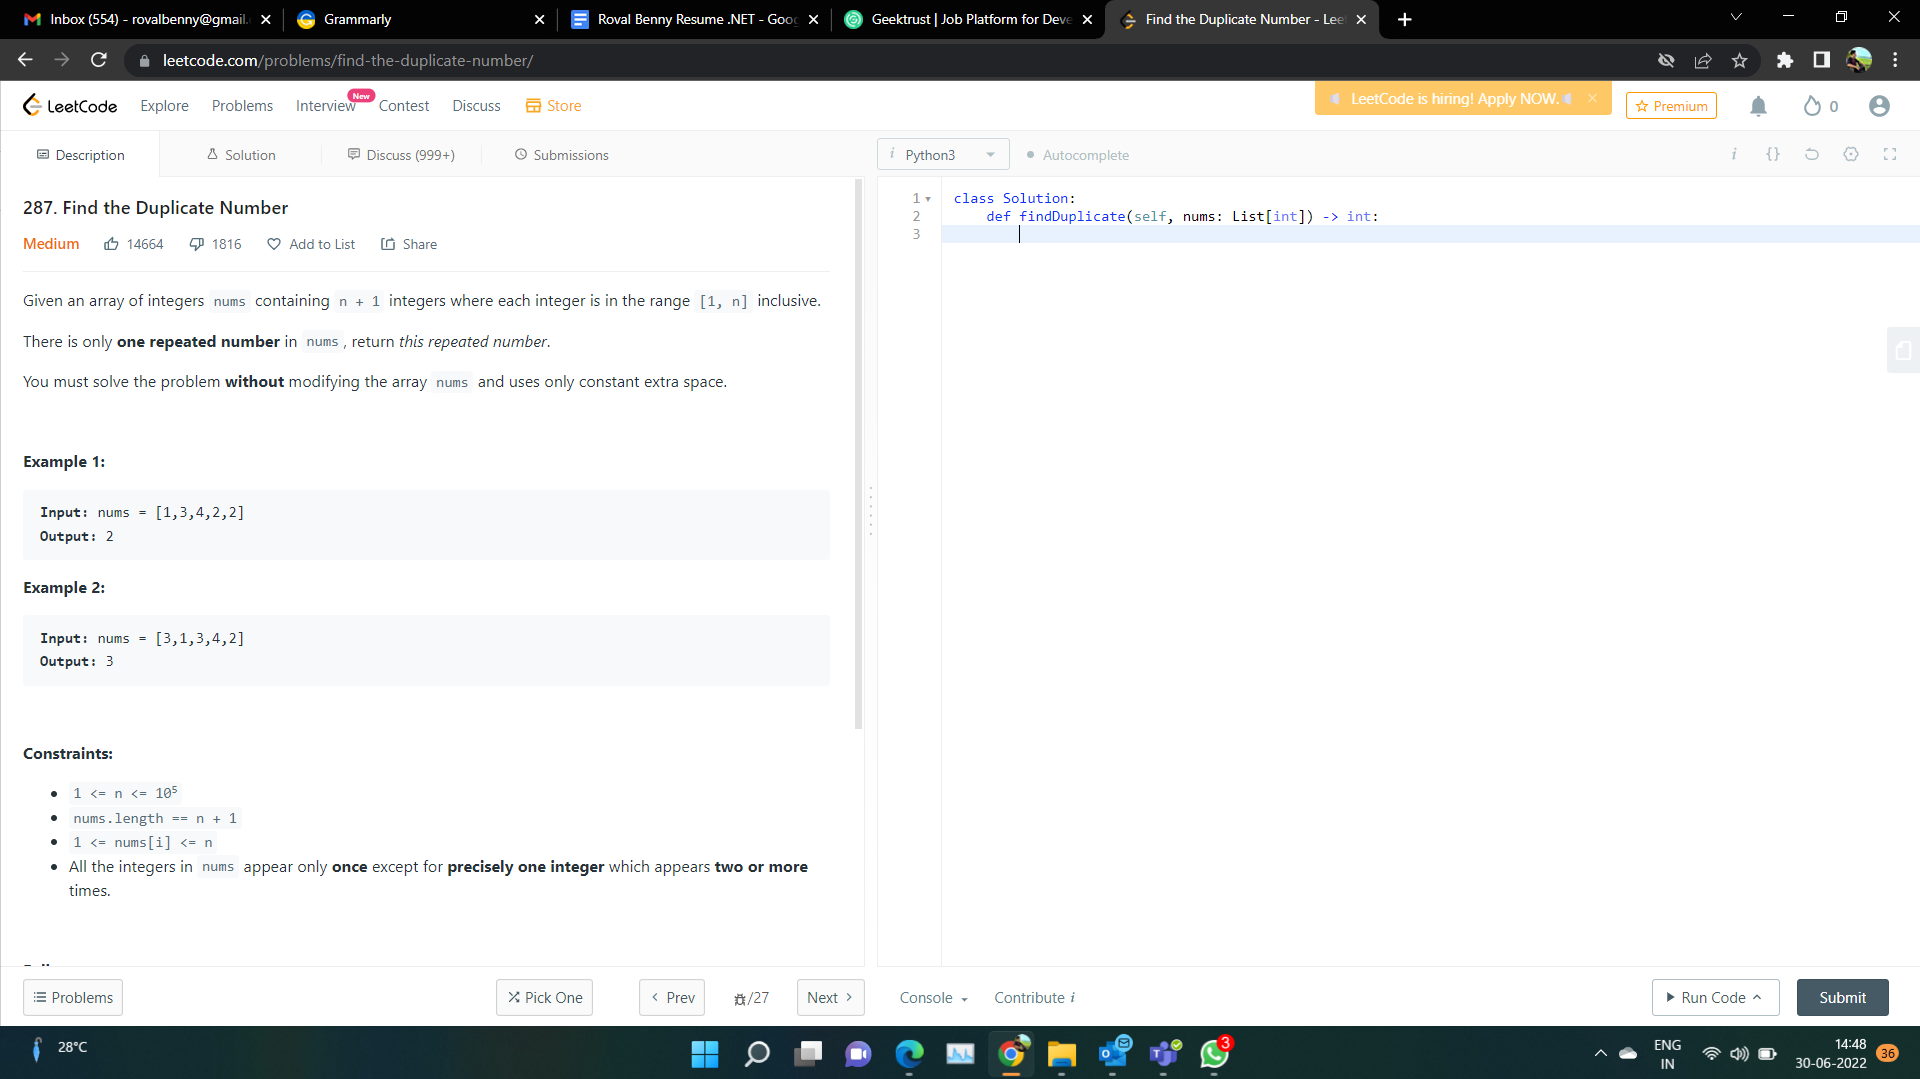 Inbox (554) - rovalbenny@gmail.
Grammarly
Roval Benny Resume .NET - Goog
Geektrust | Job Platform for Deve
Find the Duplicate Number - Lee
leetcode.com/problems/find-the-duplicate-number/
LeetCode
Explore
Problems
Interview
New
Contest
Discuss
Store
LeetCode is hiring! Apply NOW.
Premium
0
Description
Solution
Discuss (999+)
Submissions
i Python3
Autocomplete
i {}
287. Find the Duplicate Number
Medium
14664
1816
Add to List
Share
Given an array of integers nums containing n + 1 integers where each integer is in the range [1, n] inclusive.
There is only one repeated number in nums , return this repeated number.
You must solve the problem without modifying the array nums and uses only constant extra space.
Example 1:
Input: nums = [1,3,4,2,2]
Output: 2
Example 2:
Input: nums = [3,1,3,4,2]
Output: 3
Constraints:
1 <= n <= 10⁵
nums.length == n + 1
1 <= nums[i] <= n
All the integers in nums appear only once except for precisely one integer which appears two or more
times.
1 class Solution:
2 def findDuplicate(self, nums: List[int]) -> int:
3
Problems
Pick One
Prev
/27
Next
Console
Contribute i
Run Code
Submit
28°C
3
ENG
IN
14:48
30-06-2022
36